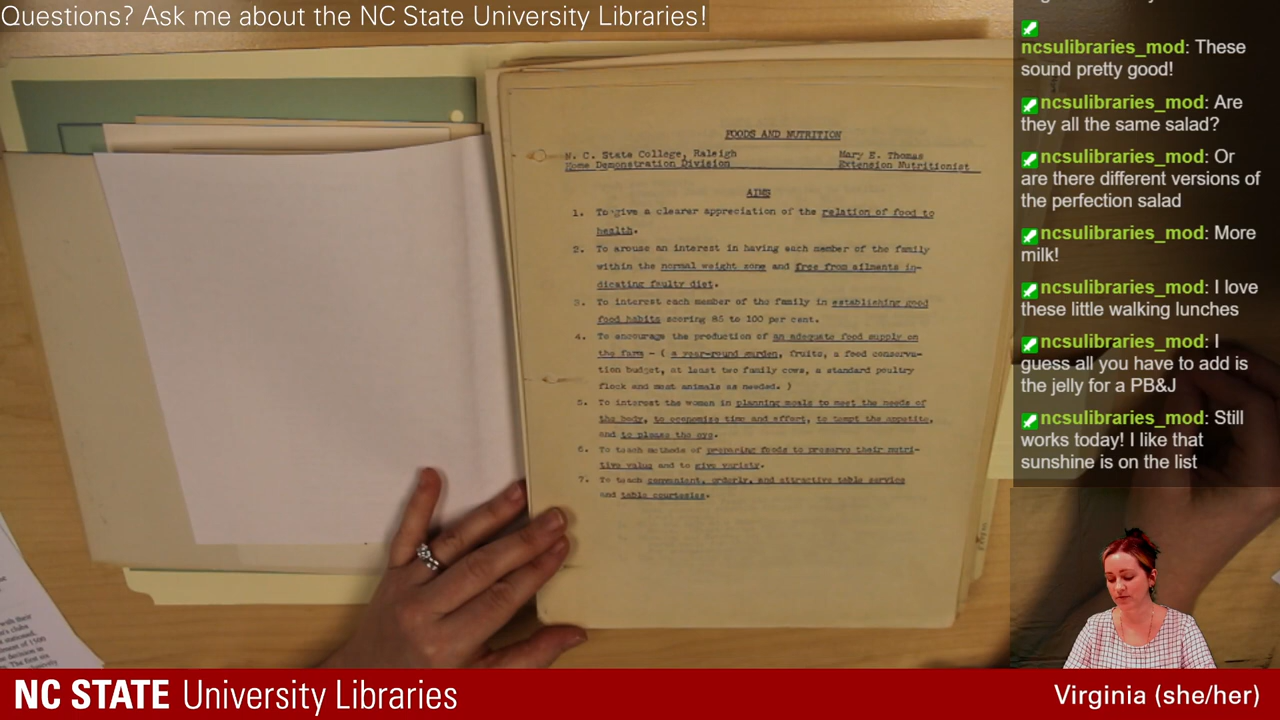 Questions? Ask me about the NC State University Libraries!
FOODS AND NUTRITION
N. C. State College, Raleigh Mary E. Thomas
Home Demonstration Division Extension Nutritionist
AIMS
1. To give a clearer appreciation of the relation of food to
health.
2. To arouse an interest in having each member of the family
within the normal weight zone and free from ailments in-
dicating faulty diet.
3. To interest each member of the family in establishing good
food habits scoring 85 to 100 per cent.
4. To encourage the production of an adequate food supply on
the farm - ( a year-round garden, fruits, a food conserva-
tion budget, at least two family cows, a standard poultry
flock and meat animals as needed. )
5. To interest the women in planning meals to meet the needs of
the body, to economize time and effort, to tempt the appetite,
and to please the eye.
6. To teach methods of preparing foods to preserve their nutri-
tive value and to give variety.
7. To teach convenient, orderly, and attractive table service
and table courtesies.
ncsulibraries_mod: These
sound pretty good!
ncsulibraries_mod: Are
they all the same salad?
ncsulibraries_mod: Or
are there different versions of
the perfection salad
ncsulibraries_mod: More
milk!
ncsulibraries_mod: I love
these little walking lunches
ncsulibraries_mod: I
guess all you have to add is
the jelly for a PB&J
ncsulibraries_mod: Still
works today! I like that
sunshine is on the list
with their
NC STATE University Libraries
Virginia (she/her)